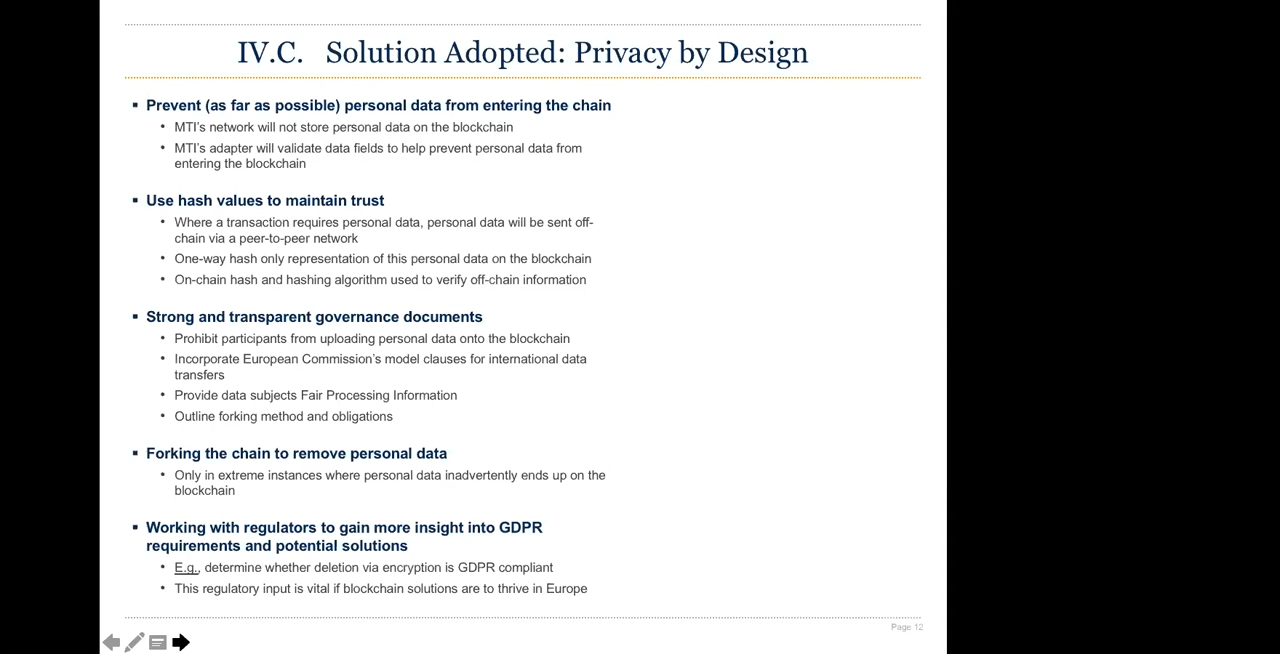 IV.C. Solution Adopted: Privacy by Design
▪ Prevent (as far as possible) personal data from entering the chain
• MTI's network will not store personal data on the blockchain
• MTI's adapter will validate data fields to help prevent personal data from
entering the blockchain
▪ Use hash values to maintain trust
• Where a transaction requires personal data, personal data will be sent off-
chain via a peer-to-peer network
• One-way hash only representation of this personal data on the blockchain
• On-chain hash and hashing algorithm used to verify off-chain information
▪ Strong and transparent governance documents
• Prohibit participants from uploading personal data onto the blockchain
• Incorporate European Commission's model clauses for international data
transfers
• Provide data subjects Fair Processing Information
• Outline forking method and obligations
▪ Forking the chain to remove personal data
• Only in extreme instances where personal data inadvertently ends up on the
blockchain
▪ Working with regulators to gain more insight into GDPR
requirements and potential solutions
• E.g., determine whether deletion via encryption is GDPR compliant
• This regulatory input is vital if blockchain solutions are to thrive in Europe
Page 12